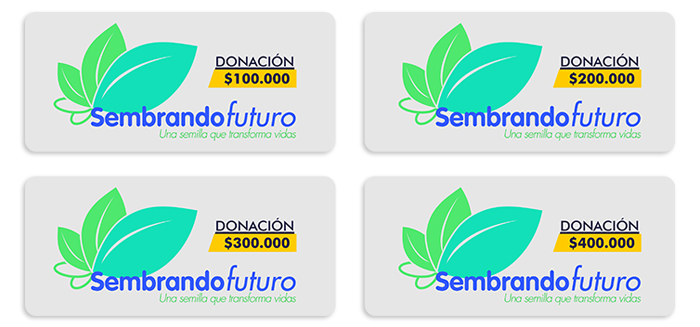 DONACIÓN
$100.000
Sembrandofuturo
Una semilla que transforma vidas
DONACIÓN
$200.000
Sembrandofuturo
Una semilla que transforma vidas
DONACIÓN
$300.000
Sembrandofuturo
Una semilla que transforma vidas
DONACIÓN
$400.000
Sembrandofuturo
Una semilla que transforma vidas